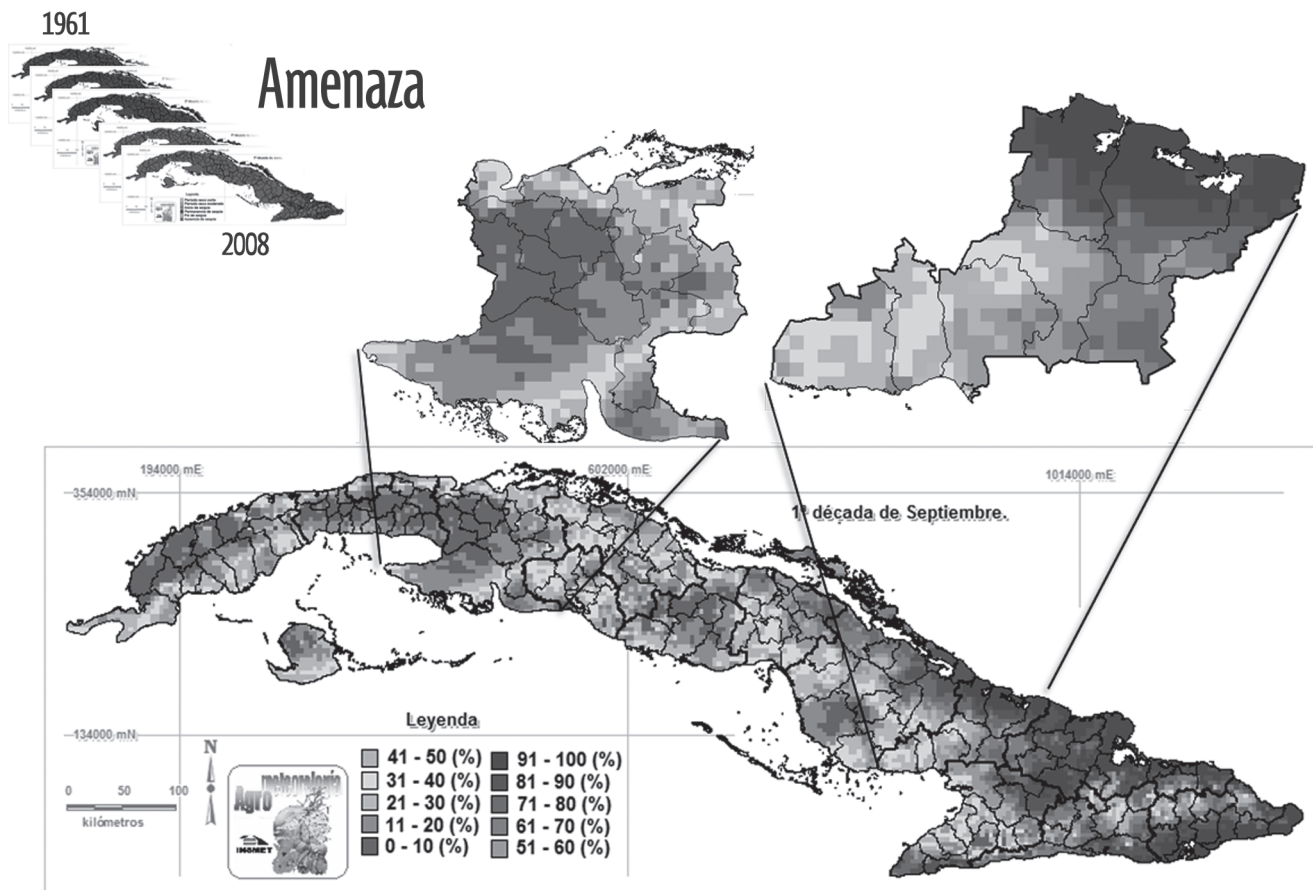 1961
Amenaza
2008
194000 mE
602000 mE
1014000 mE
354000 mN
1ª década de Septiembre.
134000 mN
Leyenda
41 - 50 (%)
91 - 100 (%)
31 - 40 (%)
81 - 90 (%)
21 - 30 (%)
71 - 80 (%)
11 - 20 (%)
61 - 70 (%)
0 - 10 (%)
51 - 60 (%)
N
0 50 100
kilómetros
Agro
meteorología
INSMET